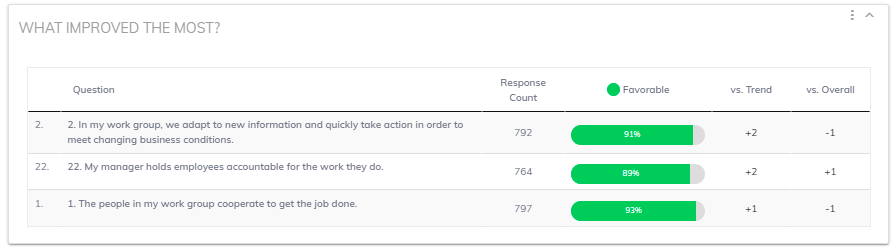 WHAT IMPROVED THE MOST?
Question
Response
Count
Favorable
vs. Trend
vs. Overall
2.
2. In my work group, we adapt to new information and quickly take action in order to
meet changing business conditions.
792
91%
+2
-1
22.
22. My manager holds employees accountable for the work they do.
764
89%
+2
+1
1.
1. The people in my work group cooperate to get the job done.
797
93%
+1
-1